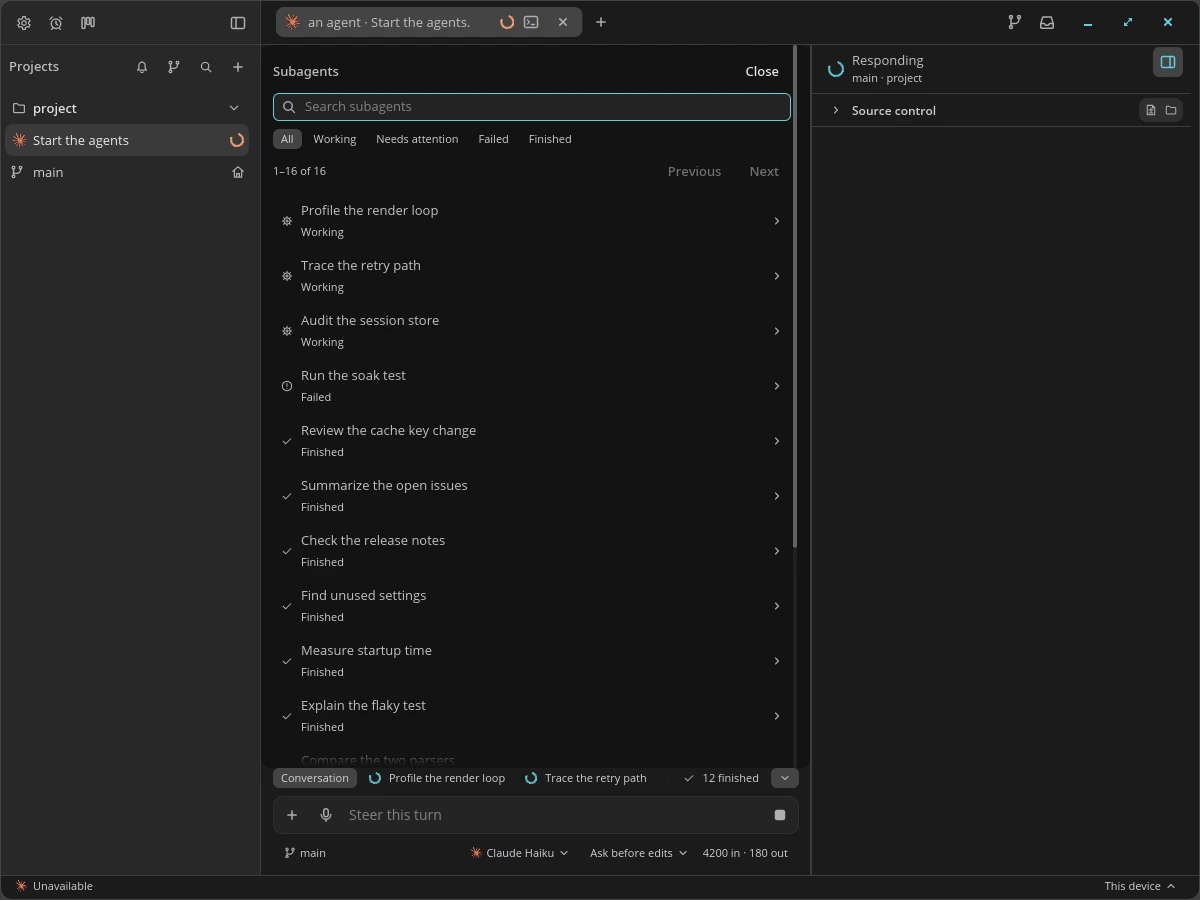 an agent · Start the agents.
Projects
project
Start the agents
main
Subagents
Close
Search subagents
All
Working
Needs attention
Failed
Finished
1–16 of 16
Previous
Next
Profile the render loop
Working
Trace the retry path
Working
Audit the session store
Working
Run the soak test
Failed
Review the cache key change
Finished
Summarize the open issues
Finished
Check the release notes
Finished
Find unused settings
Finished
Measure startup time
Finished
Explain the flaky test
Finished
Compare the two parsers
Conversation
Profile the render loop
Trace the retry path
12 finished
Steer this turn
main
Claude Haiku
Ask before edits
4200 in · 180 out
Responding
main · project
Source control
Unavailable
This device